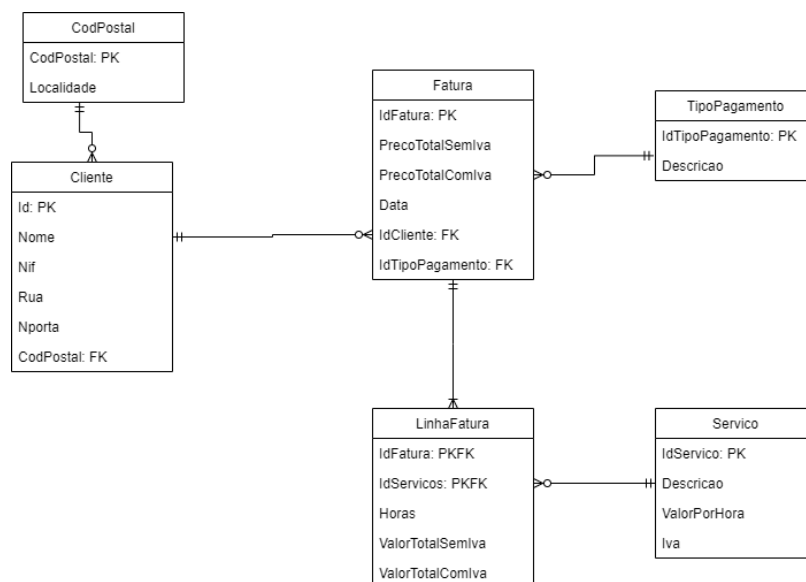 CodPostal
CodPostal: PK
Localidade
Cliente
Id: PK
Nome
Nif
Rua
Nporta
CodPostal: FK
Fatura
IdFatura: PK
PrecoTotalSemIva
PrecoTotalComIva
Data
IdCliente: FK
IdTipoPagamento: FK
TipoPagamento
IdTipoPagamento: PK
Descricao
LinhaFatura
IdFatura: PKFK
IdServicos: PKFK
Horas
ValorTotalSemIva
ValorTotalComIva
Servico
IdServico: PK
Descricao
ValorPorHora
Iva